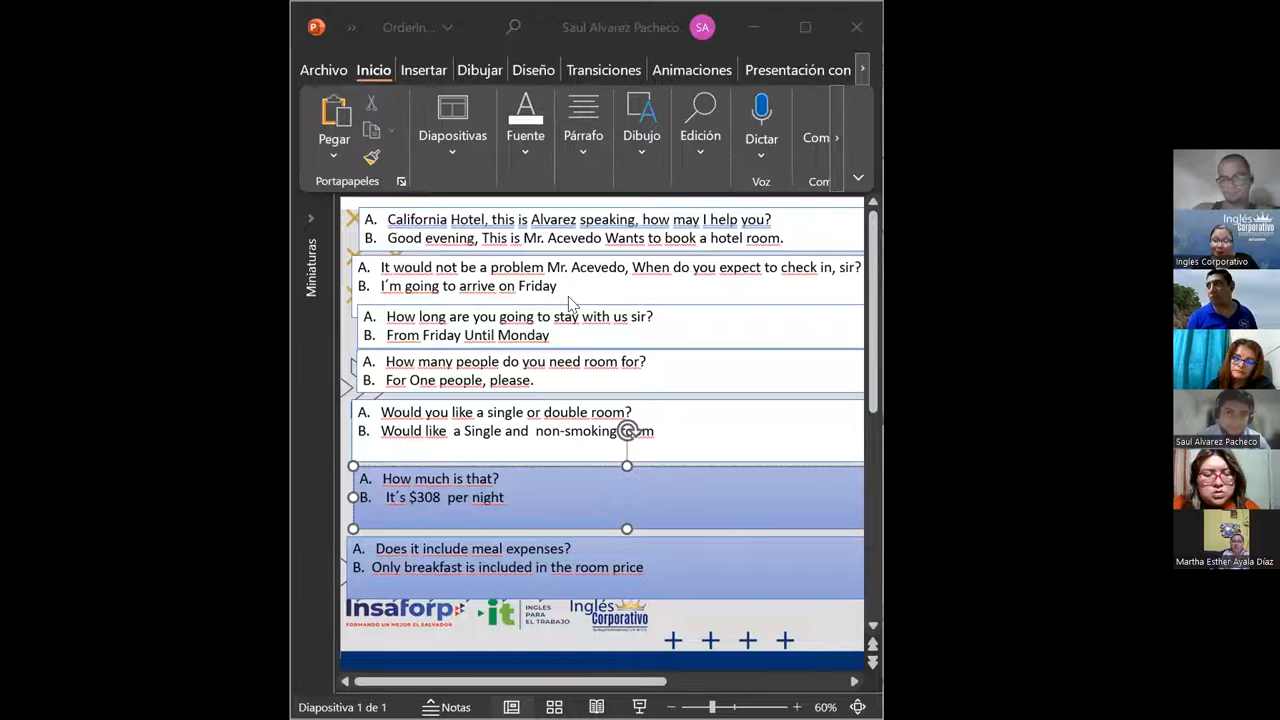 Orderin...
Saul Alvarez Pacheco
SA
Archivo Inicio Insertar Dibujar Diseño Transiciones Animaciones Presentación con
Pegar Diapositivas Fuente Párrafo Dibujo Edición Dictar Com
Portapapeles Voz Com
Miniaturas
A. California Hotel, this is Alvarez speaking, how may I help you?
B. Good evening, This is Mr. Acevedo Wants to book a hotel room.
A. It would not be a problem Mr. Acevedo, When do you expect to check in, sir?
B. I´m going to arrive on Friday
A. How long are you going to stay with us sir?
B. From Friday Until Monday
A. How many people do you need room for?
B. For One people, please.
A. Would you like a single or double room?
B. Would like a Single and non-smoking
A. How much is that?
B. It´s $308 per night
A. Does it include meal expenses?
B. Only breakfast is included in the room price
Insaforp
FORMANDO UN MEJOR EL SALVADOR
it
INGLÉS
PARA
EL TRABAJO
Inglés
Corporativo
Diapositiva 1 de 1
Notas
60%
Inglés
Corporativo
Ingles Corporativo
SA
Saul Alvarez Pacheco
Martha Esther Ayala Díaz